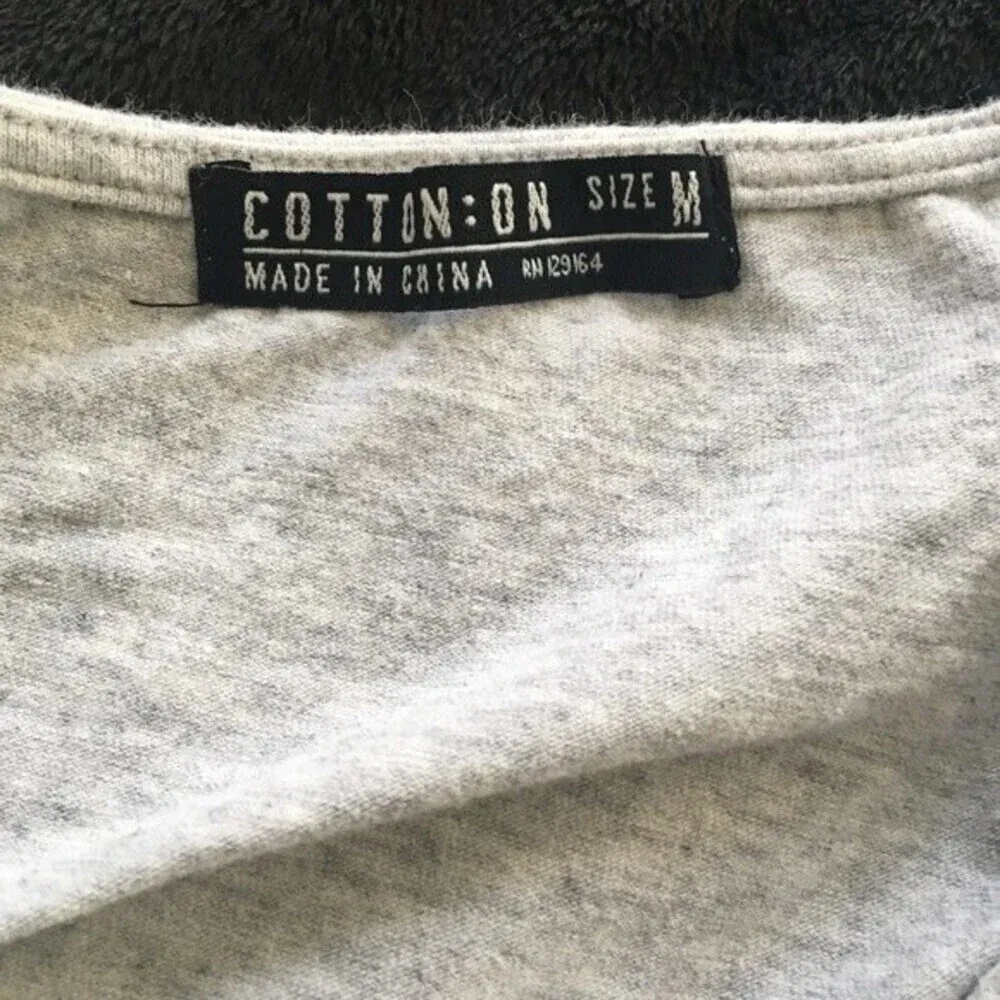 COTTON:ON SIZE M
MADE IN CHINA RN 129164